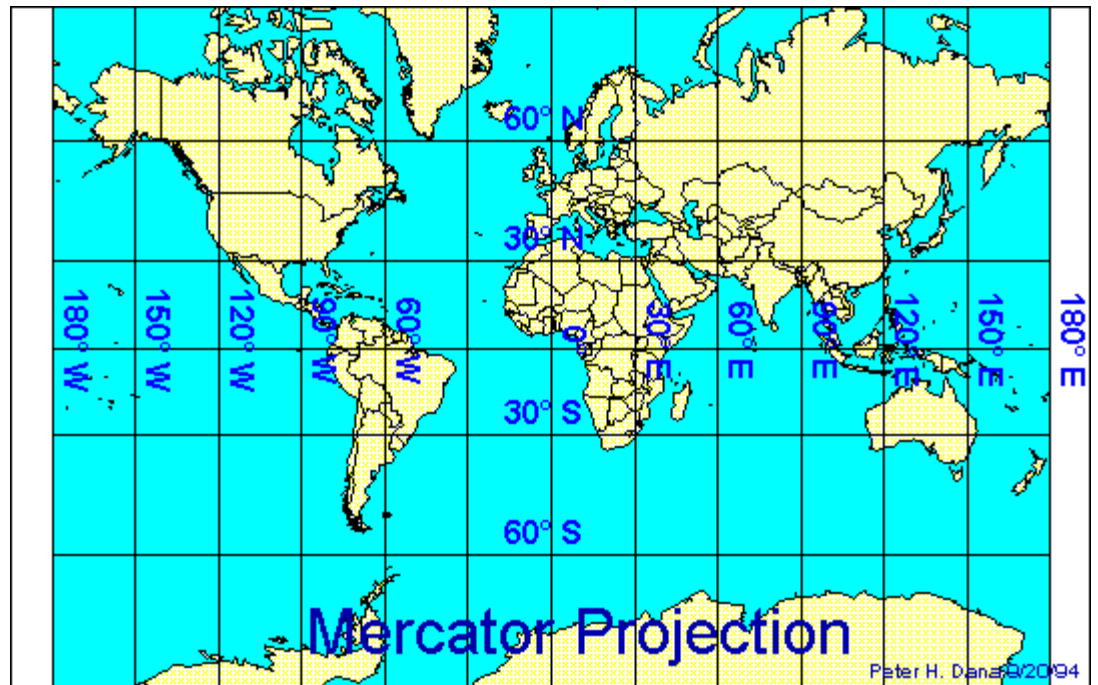 60° N
30° N
180° W
150° W
120° W
90° W
60° W
0°
30° E
60° E
90° E
120° E
150° E
180° E
30° S
60° S
Mercator Projection
Peter H. Dana 9/20/94